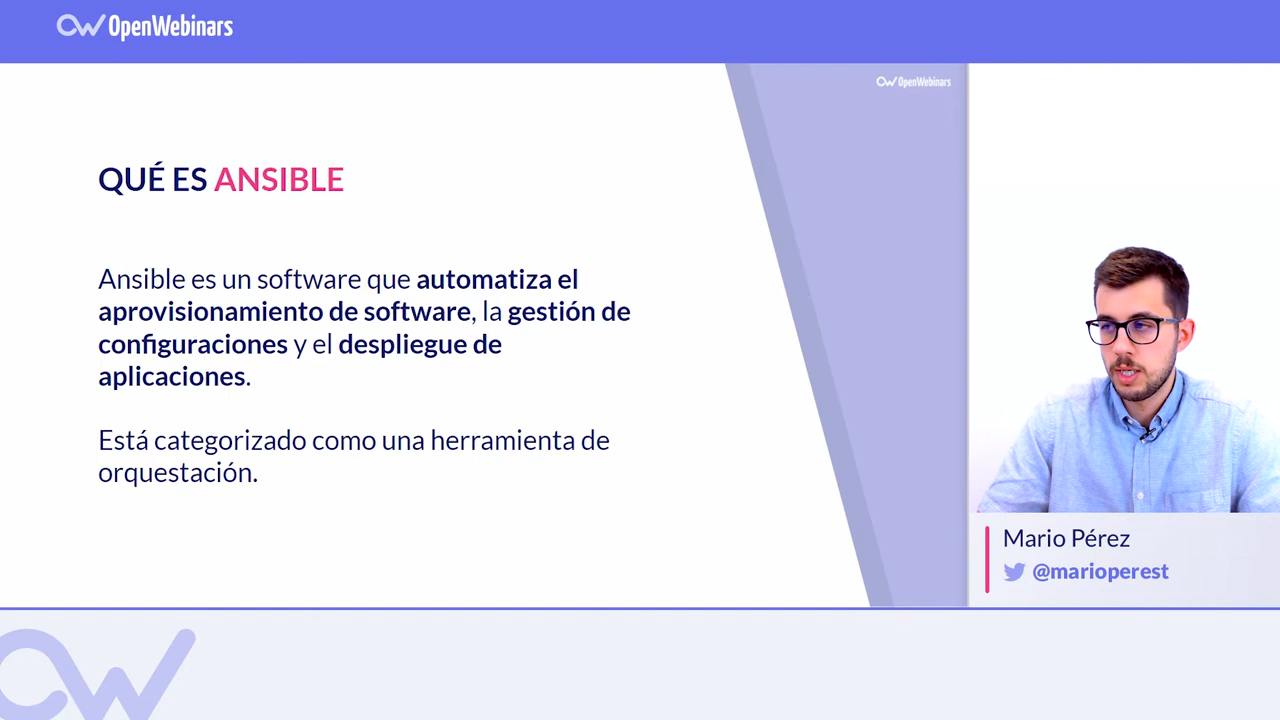 OpenWebinars
OpenWebinars
QUÉ ES ANSIBLE
Ansible es un software que automatiza el
aprovisionamiento de software, la gestión de
configuraciones y el despliegue de
aplicaciones.
Está categorizado como una herramienta de
orquestación.
Mario Pérez
@marioperest